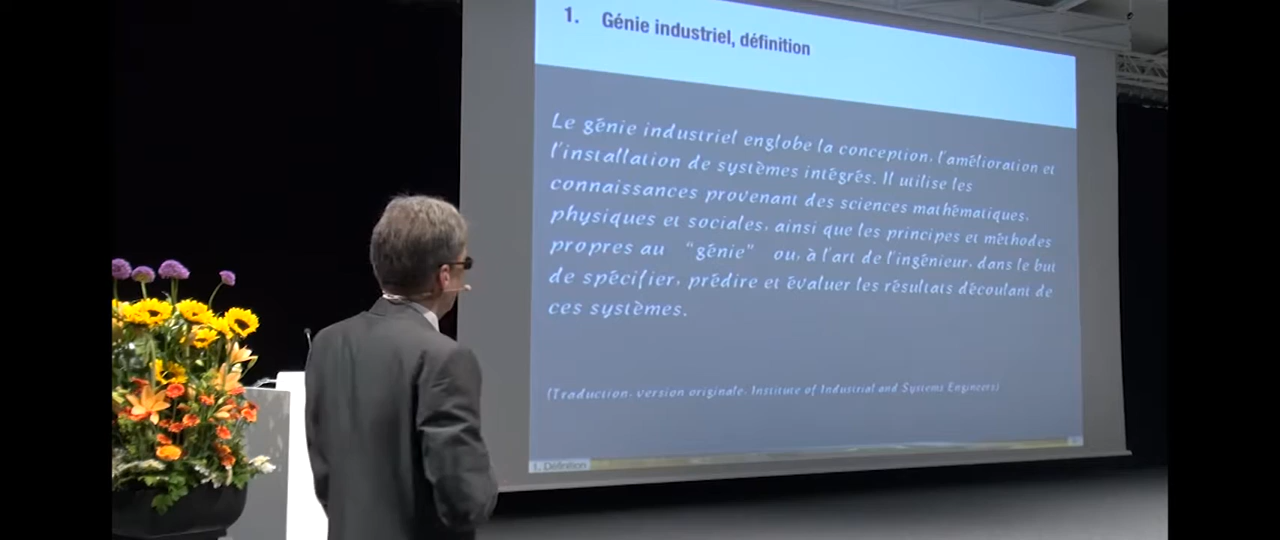 1. Génie industriel, définition
Le génie industriel englobe la conception, l'amélioration et
l'installation de systèmes intégrés. Il utilise les
connaissances provenant des sciences mathématiques,
physiques et sociales, ainsi que les principes et méthodes
propres au "génie" ou, à l'art de l'ingénieur, dans le but
de spécifier, prédire et évaluer les résultats découlant de
ces systèmes.
(Traduction, version originale, Institute of Industrial and Systems Engineers)
1. Définition